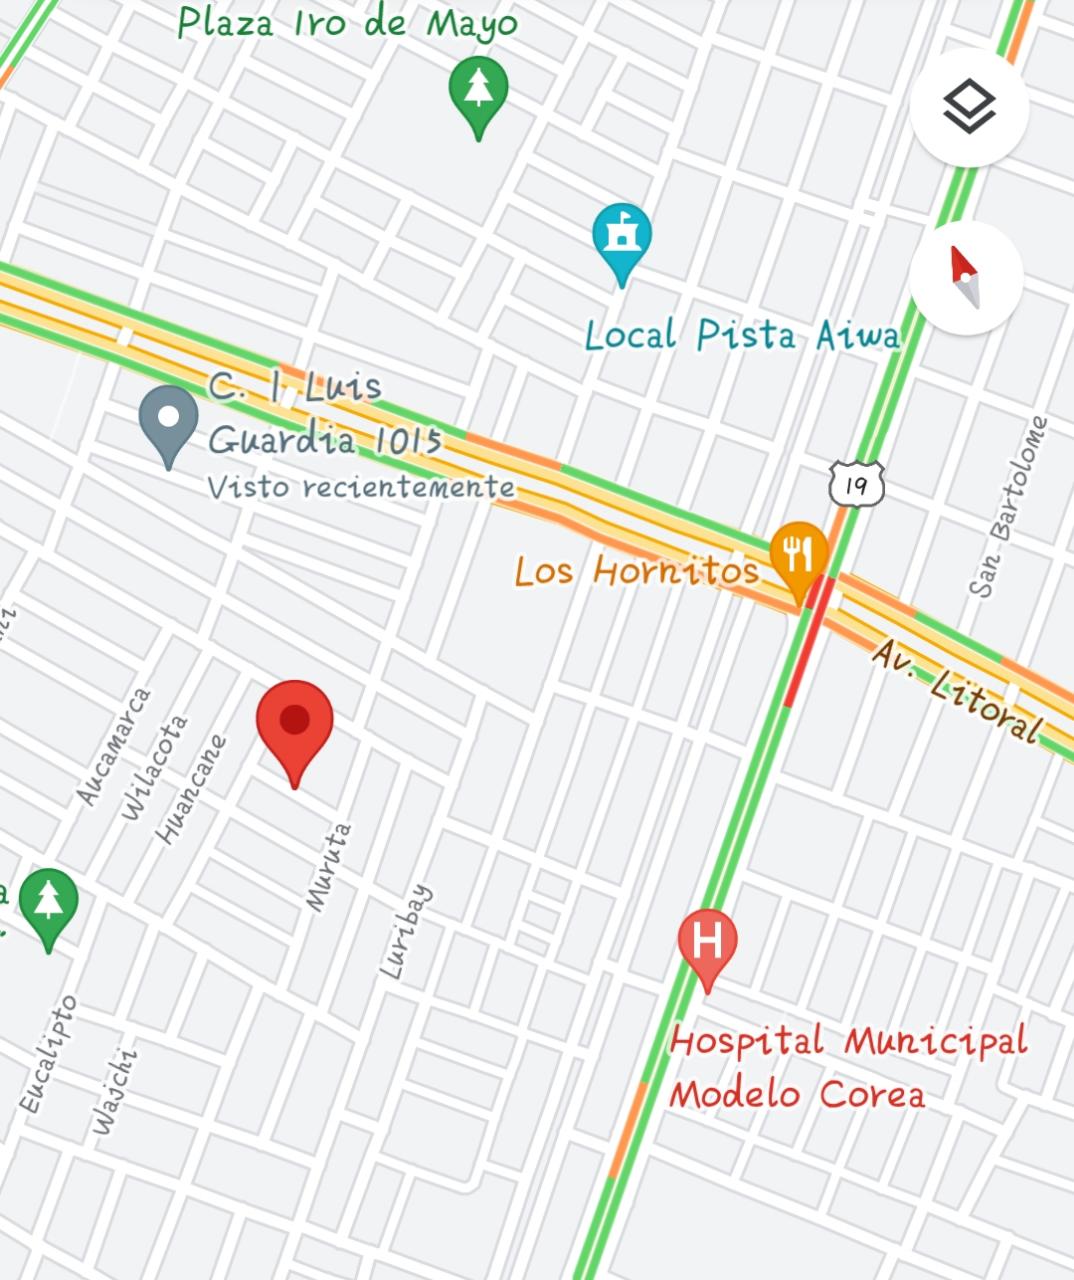 Plaza 1ro de Mayo
Local Pista Aiwa
C. 1 Luis
Guardia 1015
Visto recientemente
19
San Bartolome
Los Hornitos
Av. Litoral
Aucamarca
Wilacota
Huancane
Muruta
Luribay
a
H
Hospital Municipal
Modelo Corea
Eucalipto
Wajchi